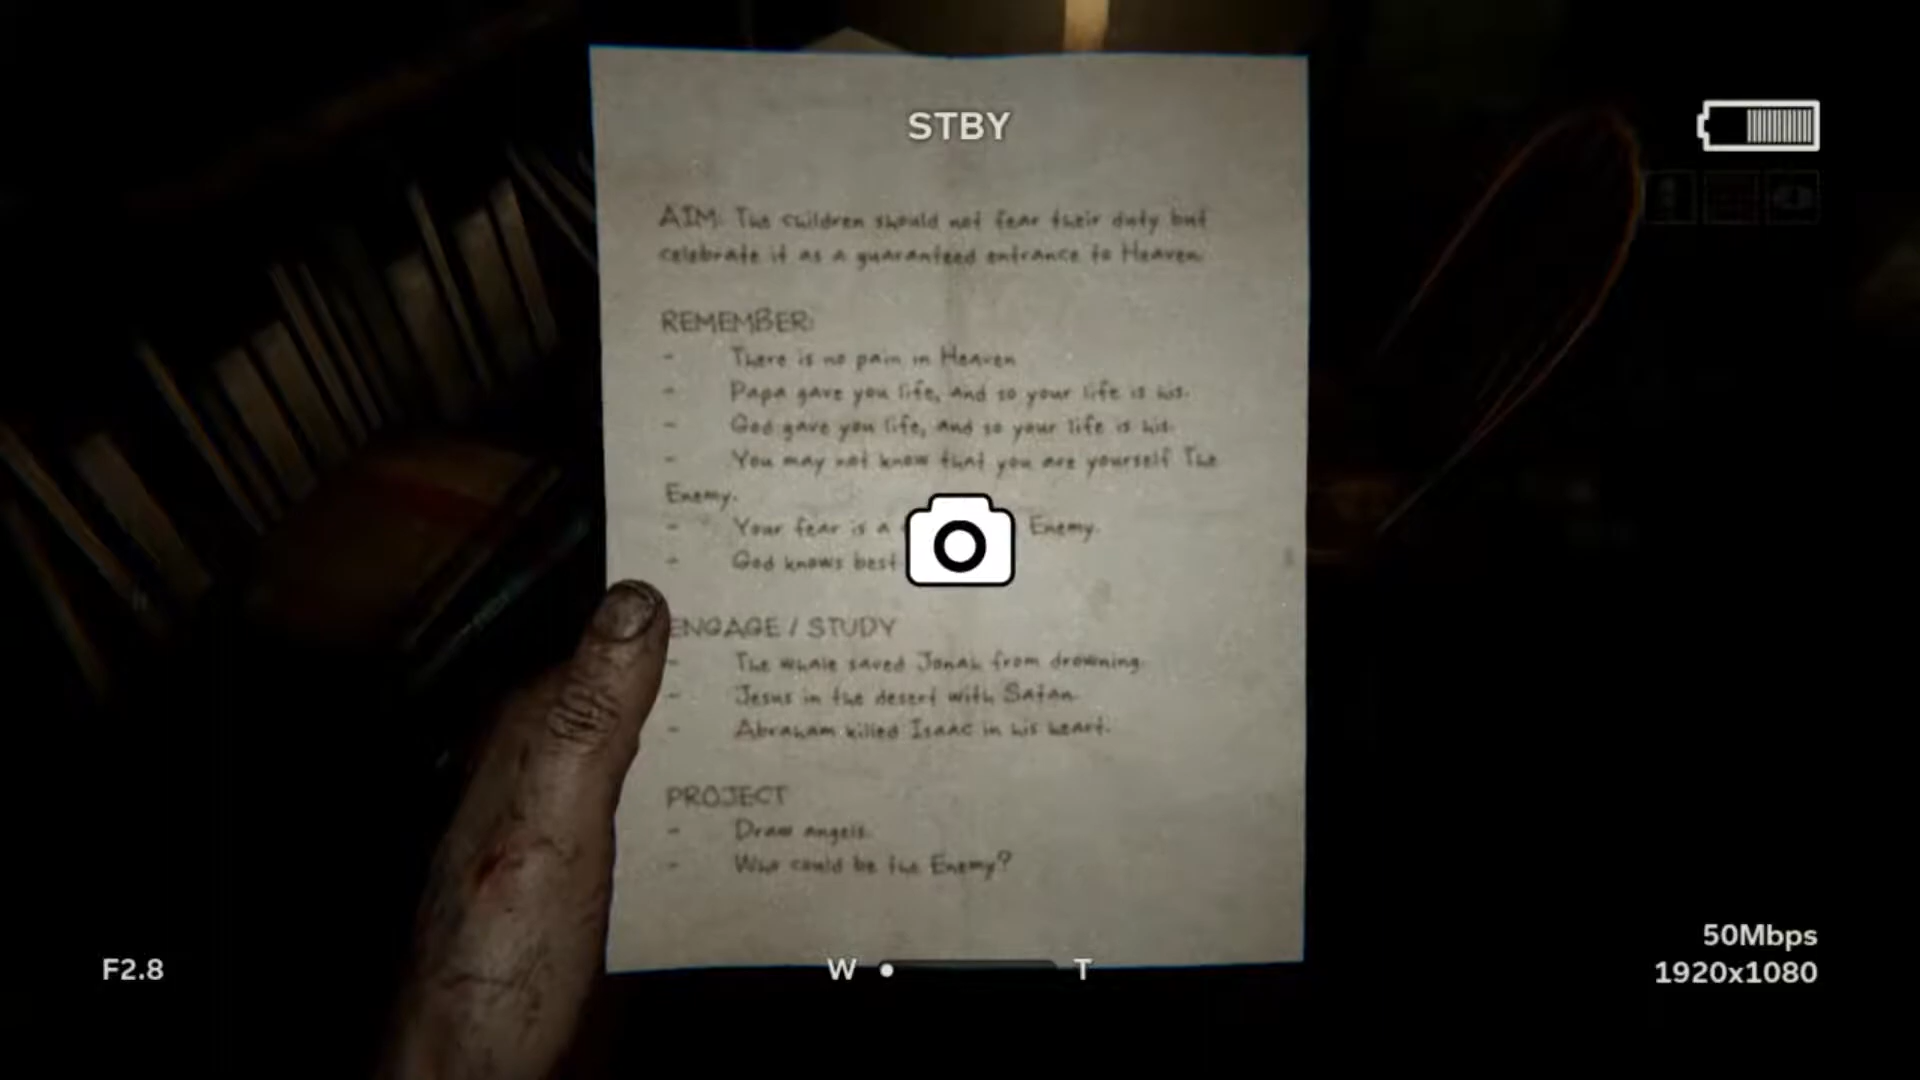 STBY
AIM: The children should not fear their duty but
celebrate it as a guaranteed entrance to Heaven.
REMEMBER:
- There is no pain in Heaven
- Papa gave you life, and so your life is his.
- God gave you life, and so your life is his.
- You may not know that you are yourself The
Enemy.
- Your fear is a Enemy.
- God knows best
ENGAGE / STUDY
- The whale saved Jonah from drowning.
- Jesus in the desert with Satan.
- Abraham killed Isaac in his heart.
PROJECT
- Draw angels.
- Who could be the Enemy?
F2.8
W T
50Mbps
1920x1080